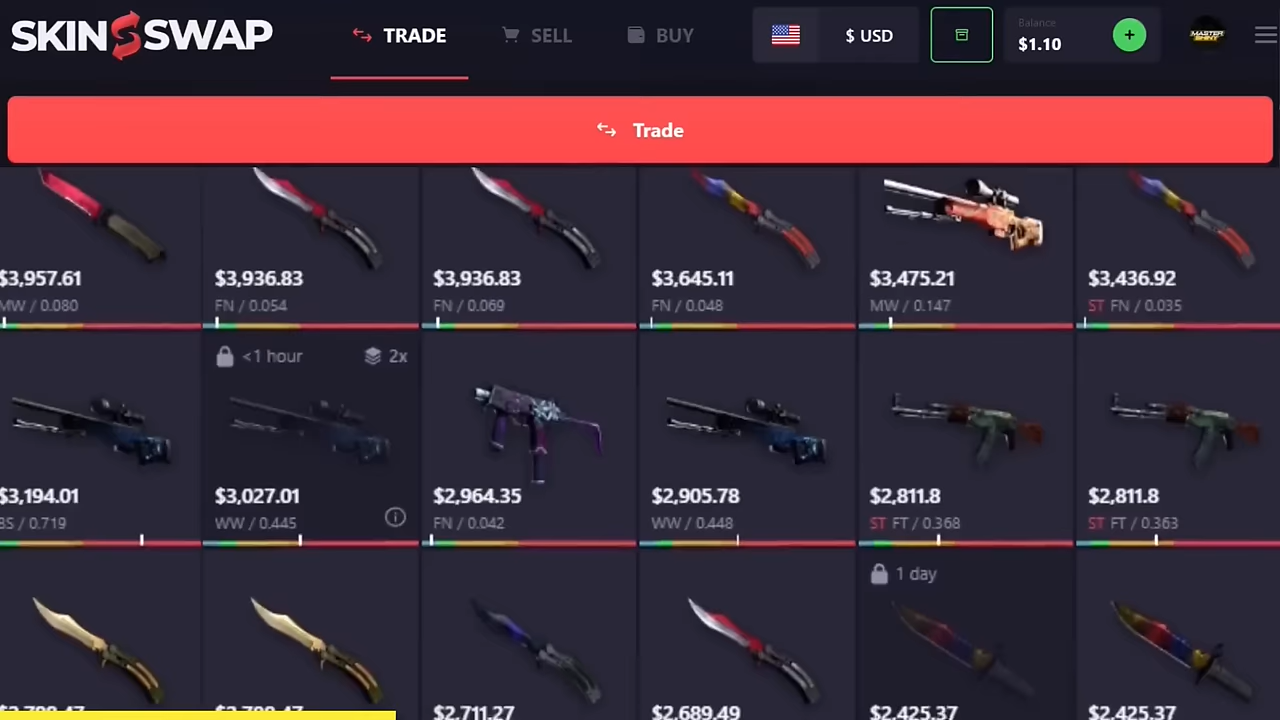 SKIN SWAP
TRADE
SELL
BUY
$ USD
Balance
$1.10
+
MASTER
Trade
$3,957.61
MW / 0.080
$3,936.83
FN / 0.054
$3,936.83
FN / 0.069
$3,645.11
FN / 0.048
$3,475.21
MW / 0.147
$3,436.92
ST FN / 0.035
$3,194.01
BS / 0.719
<1 hour
2x
$3,027.01
WW / 0.445
$2,964.35
FN / 0.042
$2,905.78
WW / 0.448
$2,811.8
ST FT / 0.368
$2,811.8
ST FT / 0.363
$2,711.27
$2,689.49
1 day
$2,425.37
$2,425.37